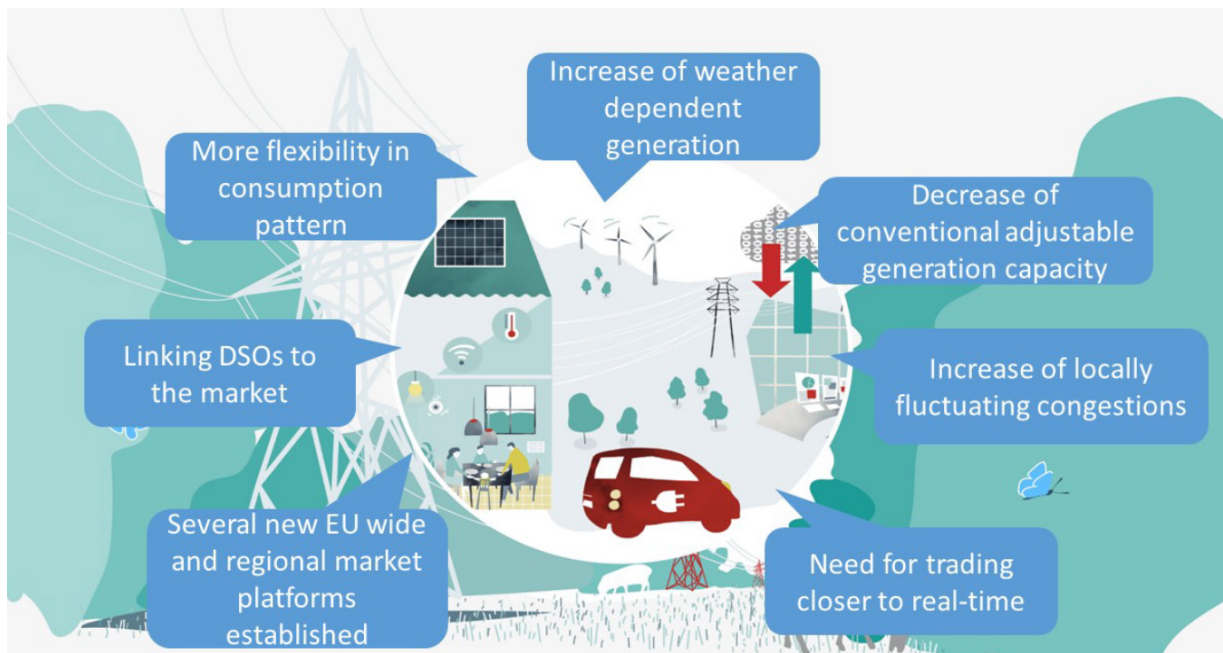 Increase of weather
dependent
generation
More flexibility in
consumption
pattern
Decrease of
conventional adjustable
generation capacity
Linking DSOs to
the market
Increase of locally
fluctuating congestions
Several new EU wide
and regional market
platforms
established
Need for trading
closer to real-time